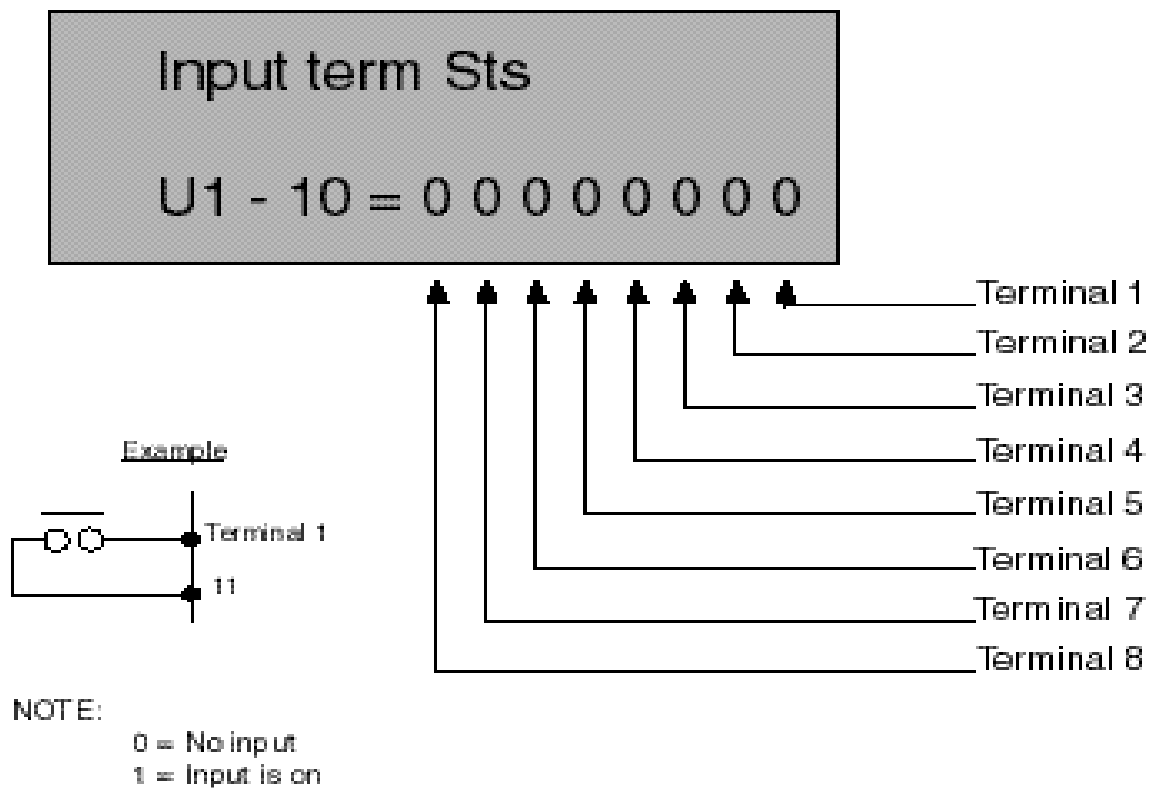 Input term Sts
U1 - 10 = 0 0 0 0 0 0 0 0
Terminal 1
Terminal 2
Terminal 3
Terminal 4
Terminal 5
Terminal 6
Terminal 7
Terminal 8
Example
Terminal 1
11
NOTE:
0 = No input
1 = Input is on